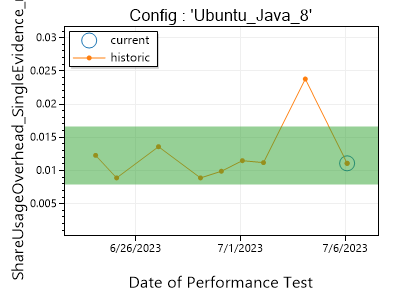 Config : 'Ubuntu_Java_8'
ShareUsageOverhead_SingleEvidence_
current
historic
0.03
0.025
0.02
0.015
0.01
0.005
6/26/2023
7/1/2023
7/6/2023
Date of Performance Test